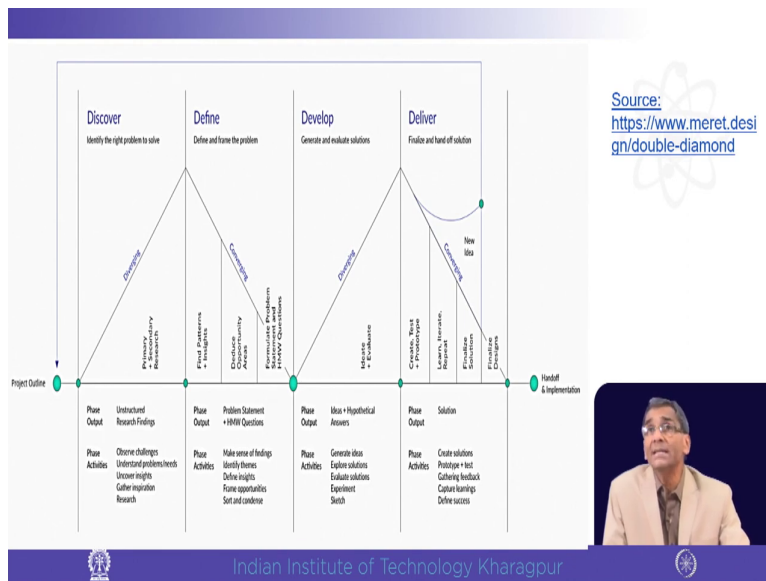 Discover
Identify the right problem to solve
Define
Define and frame the problem
Develop
Generate and evaluate solutions
Deliver
Finalize and hand off solution
Source:
https://www.meret.desi
gn/double-diamond
Diverging
Converging
Diverging
Converging
New
Idea
Primary
+ Secondary
Research
Find Patterns
+ Insights
Deduce
Opportunity
Areas
Formulate Problem
Statement and
HMW Questions
Ideate
+ Evaluate
Create, Test
+ Prototype
Learn, Iterate,
Repeat
Finalize
Solution
Finalize
Designs
Project Outline
Handoff
& Implementation
Phase
Output
Unstructured
Research Findings
Phase
Output
Problem Statement
+ HMW Questions
Phase
Output
Ideas + Hypothetical
Answers
Phase
Output
Solution
Phase
Activities
Observe challenges
Understand problems/needs
Uncover insights
Gather inspiration
Research
Phase
Activities
Make sense of findings
Identify themes
Define insights
Frame opportunities
Sort and condense
Phase
Activities
Generate ideas
Explore solutions
Evaluate solutions
Experiment
Sketch
Phase
Activities
Create solutions
Prototype + test
Gathering feedback
Capture learnings
Define success
Indian Institute of Technology Kharagpur